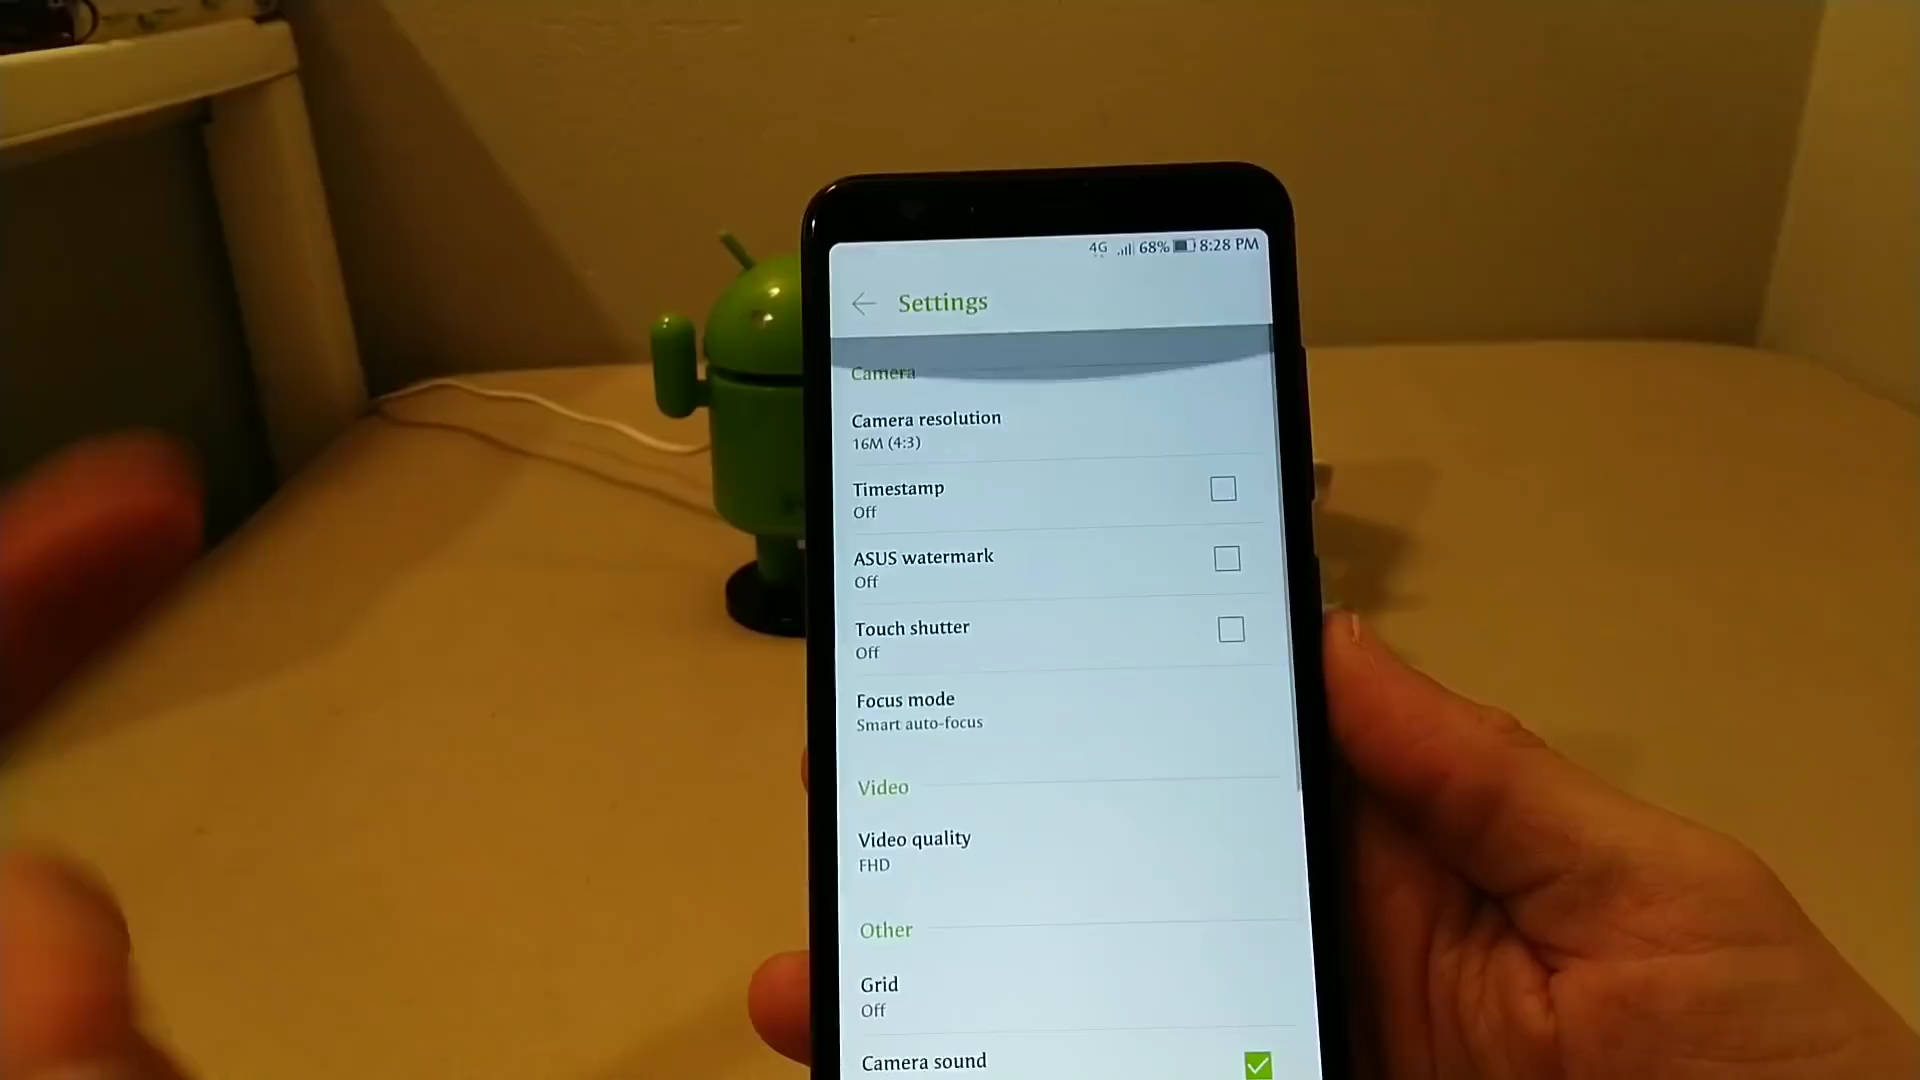 4G 68% 8:28 PM
Settings
Camera
Camera resolution
16M (4:3)
Timestamp
Off
ASUS watermark
Off
Touch shutter
Off
Focus mode
Smart auto-focus
Video
Video quality
FHD
Other
Grid
Off
Camera sound